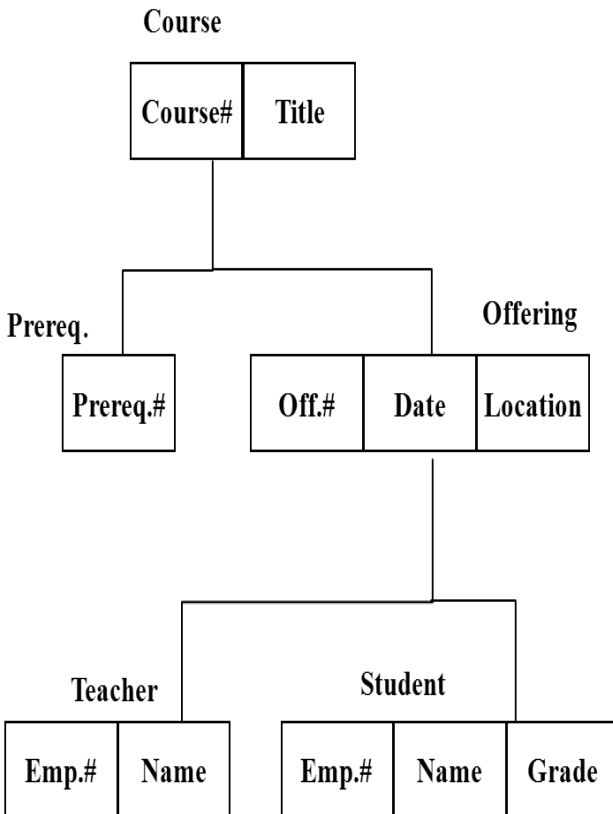 Course
Course# Title
Prereq.
Offering
Prereq.#
Off.# Date Location
Teacher
Student
Emp.# Name
Emp.# Name Grade